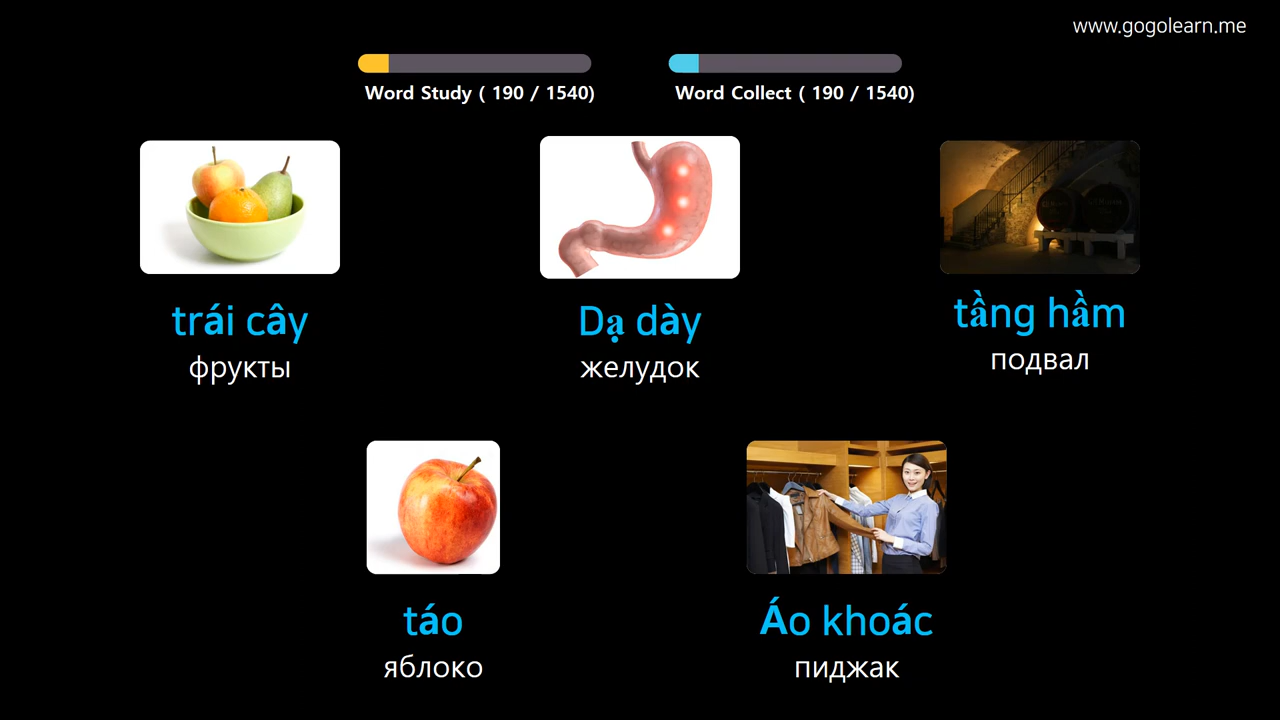 www.gogolearn.me
Word Study ( 190 / 1540)
Word Collect ( 190 / 1540)
trái cây
фрукты
Dạ dày
желудок
tầng hầm
подвал
táo
яблоко
Áo khoác
пиджак